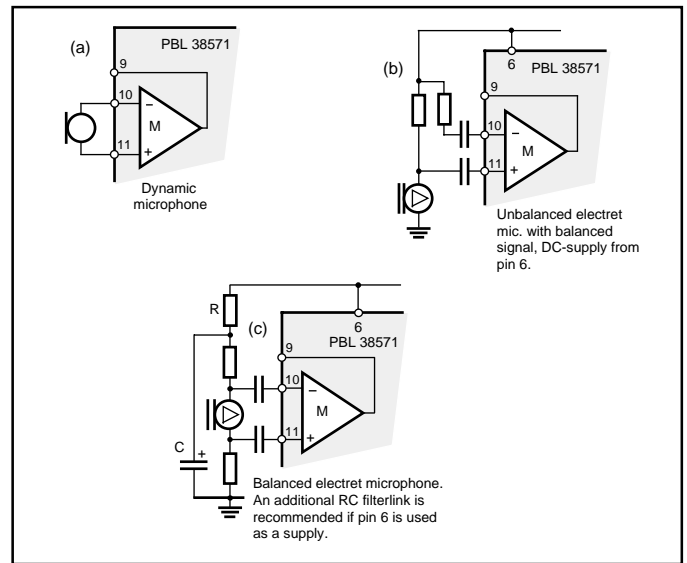 (a)
PBL 38571
9
10
−
M
11
+
Dynamic
microphone
(b)
6
PBL 38571
9
10
−
M
11
+
Unbalanced electret
mic. with balanced
signal, DC-supply from
pin 6.
R
(c)
6
PBL 38571
9
10
−
M
11
+
C
+
Balanced electret microphone.
An additional RC filterlink is
recommended if pin 6 is used
as a supply.